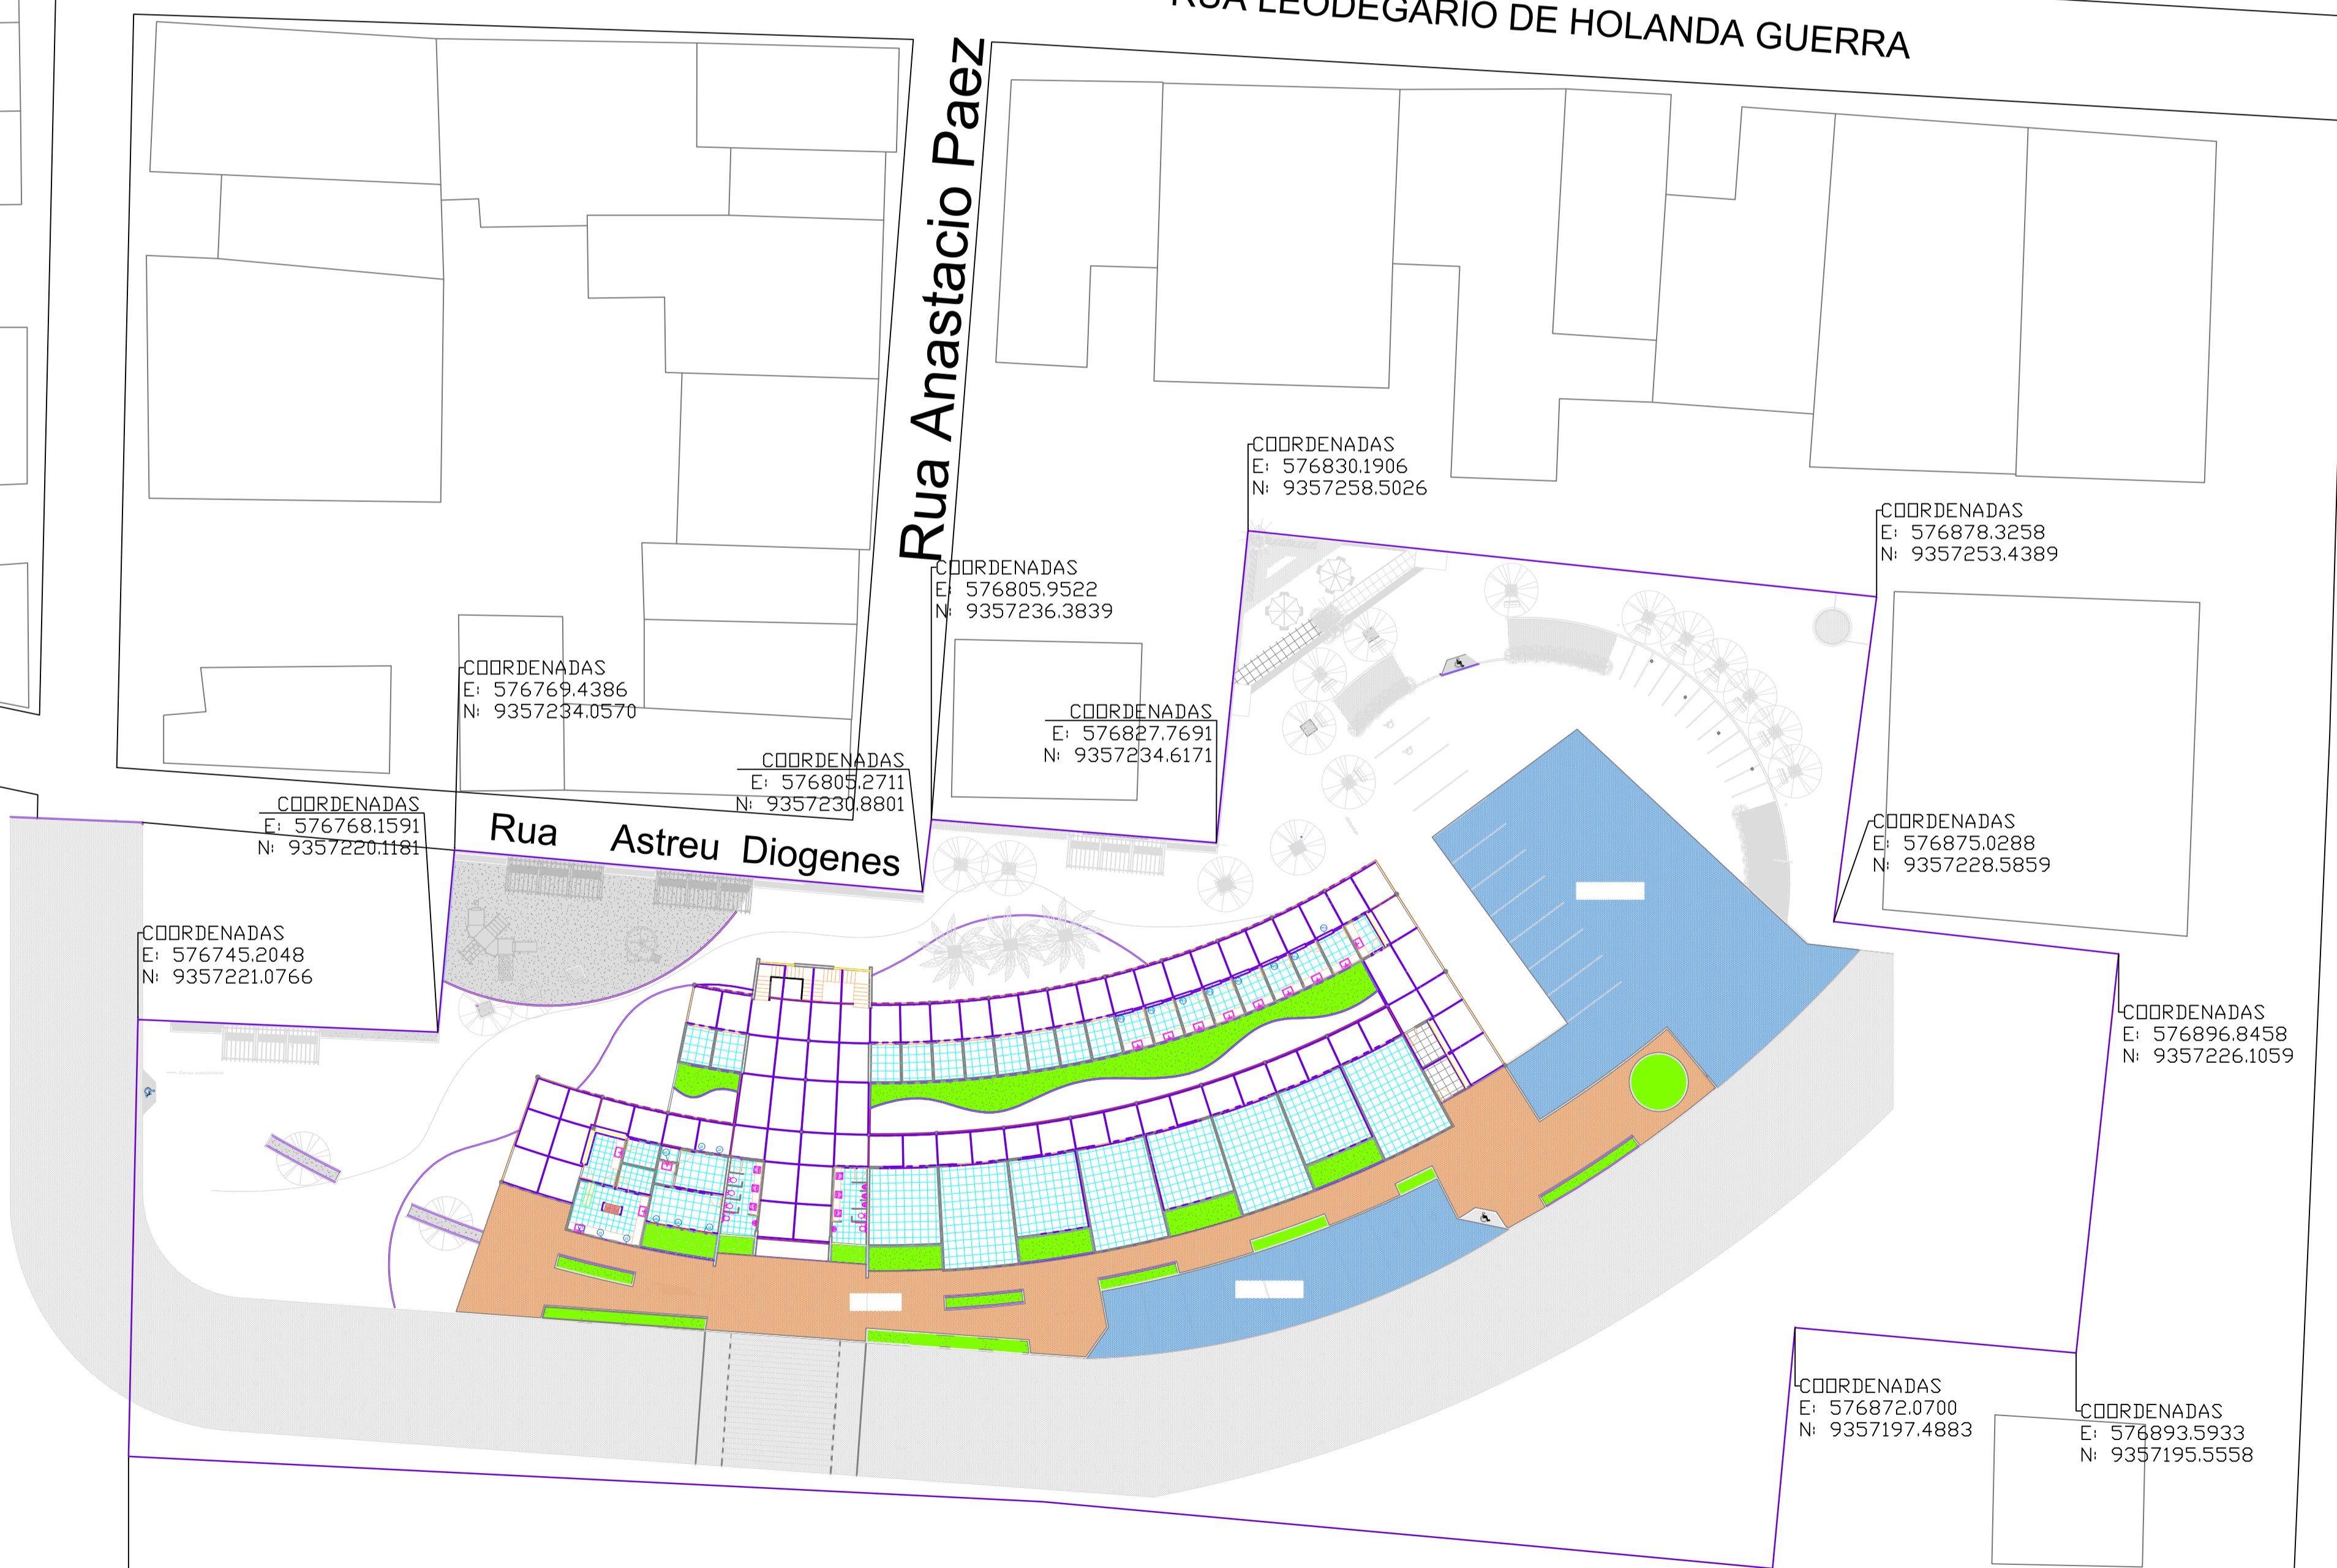 RUA LEODEGARIO DE HOLANDA GUERRA
Rua Anastacio Paez
COORDENADAS
E: 576830.1906
N: 9357258.5026
COORDENADAS
E: 576878.3258
N: 9357253.4389
COORDENADAS
E: 576805.9522
N: 9357236.3839
COORDENADAS
E: 576769.4386
N: 9357234.0570
COORDENADAS
E: 576827.7691
N: 9357234.6171
COORDENADAS
E: 576805.2711
N: 9357230.8801
COORDENADAS
E: 576768.1591
N: 9357220.1181
Rua Astreu Diogenes
COORDENADAS
E: 576875.0288
N: 9357228.5859
COORDENADAS
E: 576745.2048
N: 9357221.0766
COORDENADAS
E: 576896.8458
N: 9357226.1059
COORDENADAS
E: 576872.0700
N: 9357197.4883
COORDENADAS
E: 576893.5933
N: 9357195.5558